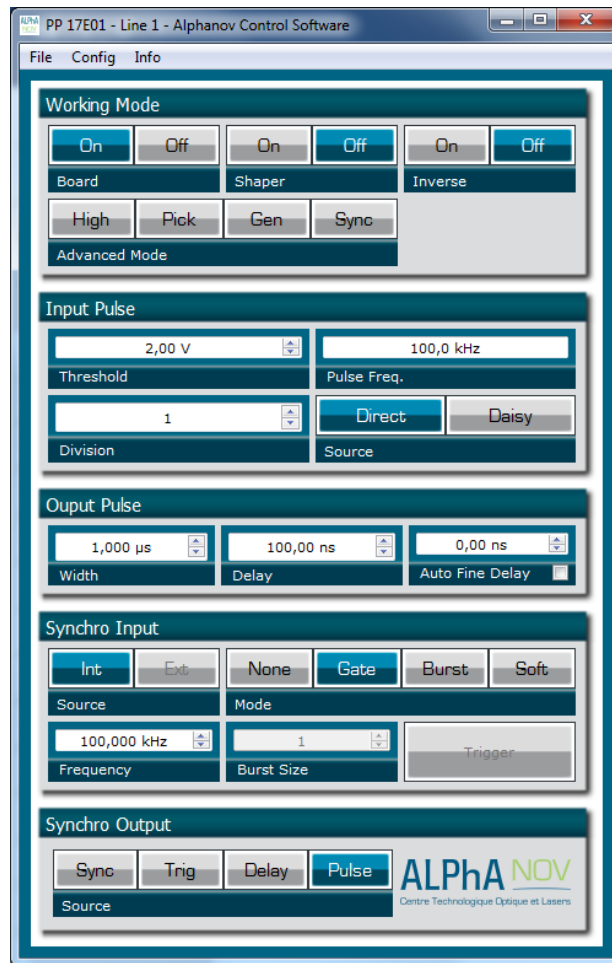 ALPhA NOV PP 17E01 - Line 1 - Alphanov Control Software
File Config Info
Working Mode
On Off On Off On Off
Board Shaper Inverse
High Pick Gen Sync
Advanced Mode
Input Pulse
2,00 V 100,0 kHz
Threshold Pulse Freq.
1 Direct Daisy
Division Source
Ouput Pulse
1,000 µs 100,00 ns 0,00 ns
Width Delay Auto Fine Delay
Synchro Input
Int Ext None Gate Burst Soft
Source Mode
100,000 kHz 1 Trigger
Frequency Burst Size
Synchro Output
Sync Trig Delay Pulse
Source
ALPhA NOV
Centre Technologique Optique et Lasers